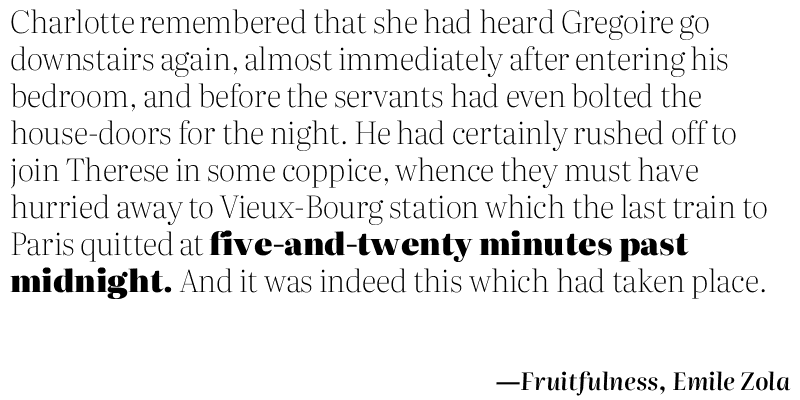 Charlotte remembered that she had heard Gregoire go
downstairs again, almost immediately after entering his
bedroom, and before the servants had even bolted the
house-doors for the night. He had certainly rushed off to
join Therese in some coppice, whence they must have
hurried away to Vieux-Bourg station which the last train to
Paris quitted at five-and-twenty minutes past
midnight. And it was indeed this which had taken place.
—Fruitfulness, Emile Zola